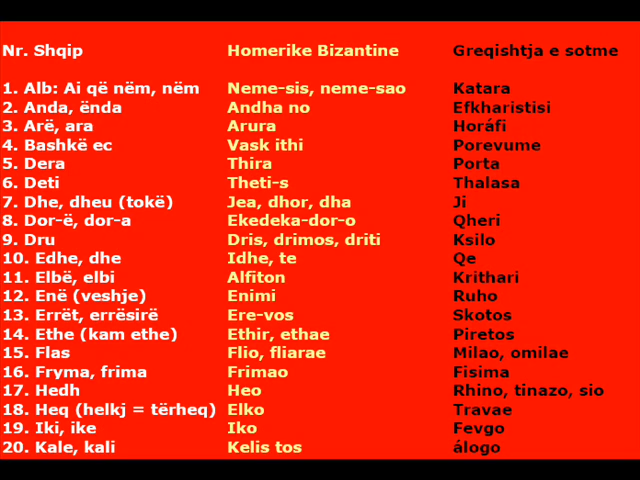 Nr. Shqip Homerike Bizantine Greqishtja e sotme
1. Alb: Ai që nëm, nëm Neme-sis, neme-sao Katara
2. Anda, ënda Andha no Efkharistisi
3. Arë, ara Arura Horáfi
4. Bashkë ec Vask ithi Porevume
5. Dera Thira Porta
6. Deti Theti-s Thalasa
7. Dhe, dheu (tokë) Jea, dhor, dha Ji
8. Dor-ë, dor-a Ekedeka-dor-o Qheri
9. Dru Dris, drimos, driti Ksilo
10. Edhe, dhe Idhe, te Qe
11. Elbë, elbi Alfiton Krithari
12. Enë (veshje) Enimi Ruho
13. Errët, errësirë Ere-vos Skotos
14. Ethe (kam ethe) Ethir, ethae Piretos
15. Flas Flio, fliarae Milao, omilae
16. Fryma, frima Frimao Fisima
17. Hedh Heo Rhino, tinazo, sio
18. Heq (helkj = tërheq) Elko Travae
19. Iki, ike Iko Fevgo
20. Kale, kali Kelis tos álogo